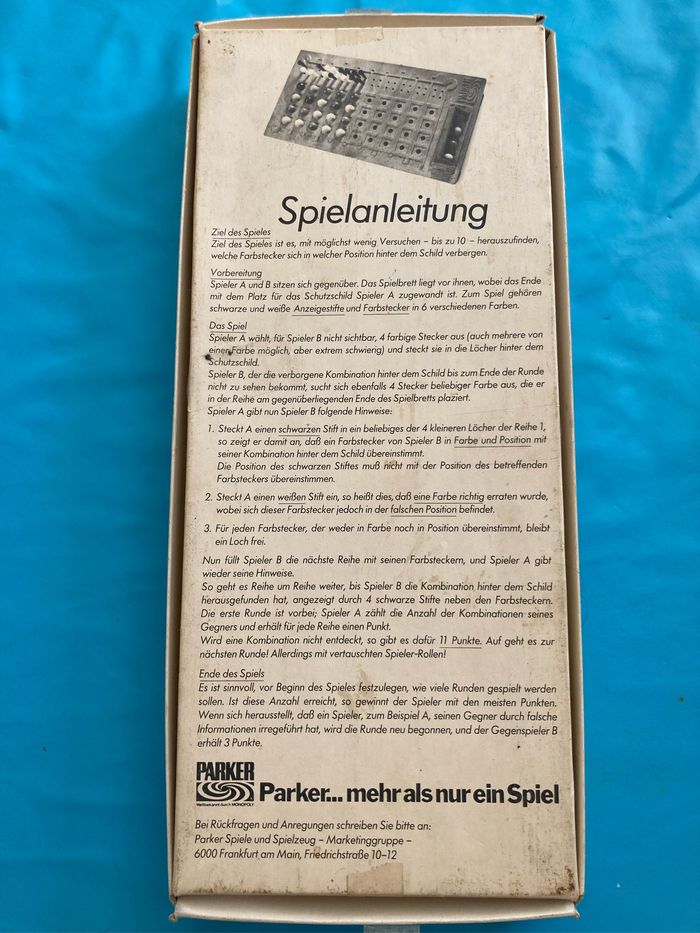 Spielanleitung
Ziel des Spieles
Ziel des Spieles ist es, mit möglichst wenig Versuchen – bis zu 10 – herauszufinden,
welche Farbstecker sich in welcher Position hinter dem Schild verbergen.
Vorbereitung
Spieler A und B sitzen sich gegenüber. Das Spielbrett liegt vor ihnen, wobei das Ende
mit dem Platz für das Schutzschild Spieler A zugewandt ist. Zum Spiel gehören
schwarze und weiße Anzeigestifte und Farbstecker in 6 verschiedenen Farben.
Das Spiel
Spieler A wählt, für Spieler B nicht sichtbar, 4 farbige Stecker aus (auch mehrere von
einer Farbe möglich, aber extrem schwierig) und steckt sie in die Löcher hinter dem
Schutzschild.
Spieler B, der die verborgene Kombination hinter dem Schild bis zum Ende der Runde
nicht zu sehen bekommt, sucht sich ebenfalls 4 Stecker beliebiger Farbe aus, die er
in der Reihe am gegenüberliegenden Ende des Spielbretts plaziert.
Spieler A gibt nun Spieler B folgende Hinweise:
1. Steckt A einen schwarzen Stift in ein beliebiges der 4 kleineren Löcher der Reihe 1,
so zeigt er damit an, daß ein Farbstecker von Spieler B in Farbe und Position mit
seiner Kombination hinter dem Schild übereinstimmt.
Die Position des schwarzen Stiftes muß nicht mit der Position des betreffenden
Farbsteckers übereinstimmen.
2. Steckt A einen weißen Stift ein, so heißt dies, daß eine Farbe richtig erraten wurde,
wobei sich dieser Farbstecker jedoch in der falschen Position befindet.
3. Für jeden Farbstecker, der weder in Farbe noch in Position übereinstimmt, bleibt
ein Loch frei.
Nun füllt Spieler B die nächste Reihe mit seinen Farbsteckern, und Spieler A gibt
wieder seine Hinweise.
So geht es Reihe um Reihe weiter, bis Spieler B die Kombination hinter dem Schild
herausgefunden hat, angezeigt durch 4 schwarze Stifte neben den Farbsteckern.
Die erste Runde ist vorbei; Spieler A zählt die Anzahl der Kombinationen seines
Gegners und erhält für jede Reihe einen Punkt.
Wird eine Kombination nicht entdeckt, so gibt es dafür 11 Punkte. Auf geht es zur
nächsten Runde! Allerdings mit vertauschten Spieler-Rollen!
Ende des Spiels
Es ist sinnvoll, vor Beginn des Spieles festzulegen, wie viele Runden gespielt werden
sollen. Ist diese Anzahl erreicht, so gewinnt der Spieler mit den meisten Punkten.
Wenn sich herausstellt, daß ein Spieler, zum Beispiel A, seinen Gegner durch falsche
Informationen irregeführt hat, wird die Runde neu begonnen, und der Gegenspieler B
erhält 3 Punkte.
PARKER
Weltbekannt durch MONOPOLY
Parker... mehr als nur ein Spiel
Bei Rückfragen und Anregungen schreiben Sie bitte an:
Parker Spiele und Spielzeug – Marketinggruppe –
6000 Frankfurt am Main, Friedrichstraße 10–12